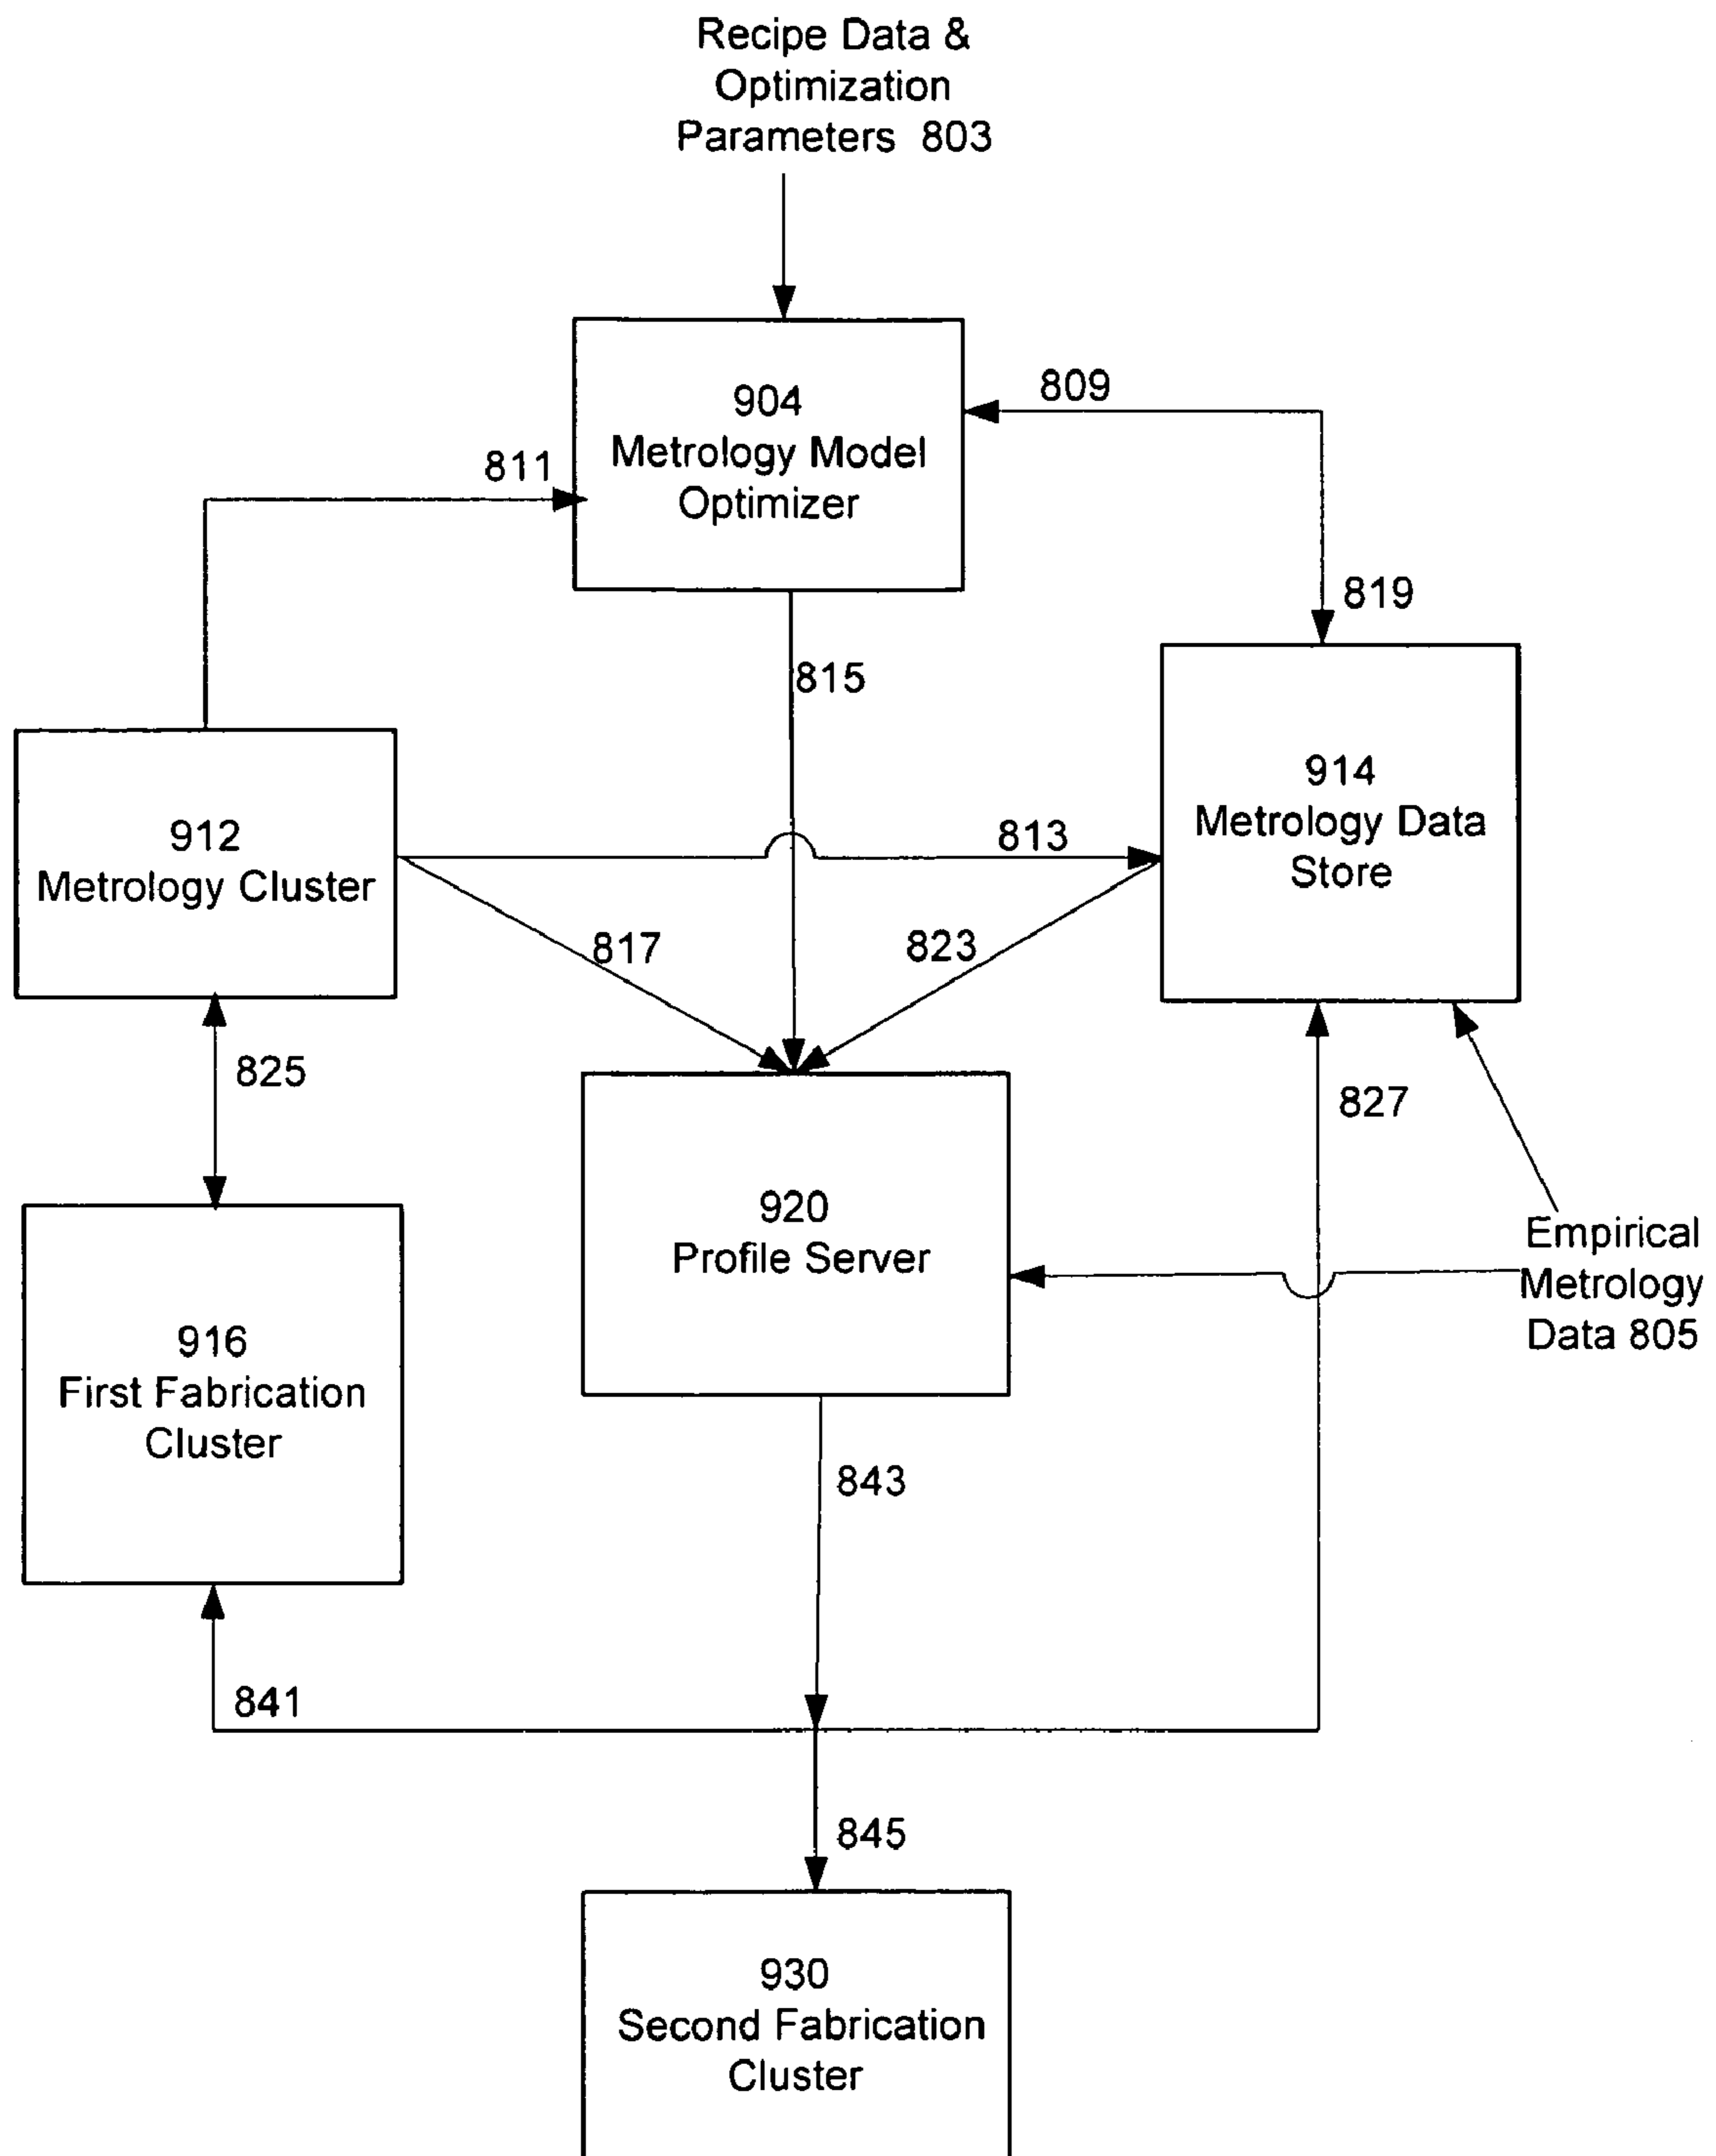 Recipe Data &
Optimization
Parameters 803
904
Metrology Model
Optimizer
809
811
819
815
914
Metrology Data
Store
912
Metrology Cluster
813
817
823
825
827
920
Profile Server
Empirical
Metrology
Data 805
916
First Fabrication
Cluster
843
841
845
930
Second Fabrication
Cluster